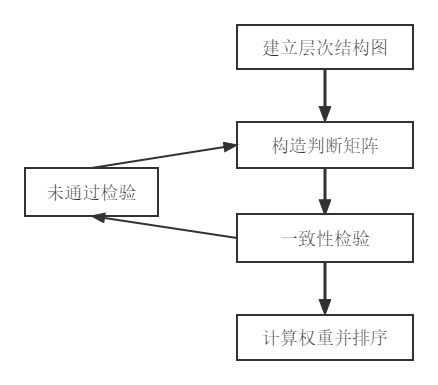 建立层次结构图
构造判断矩阵
未通过检验
一致性检验
计算权重并排序